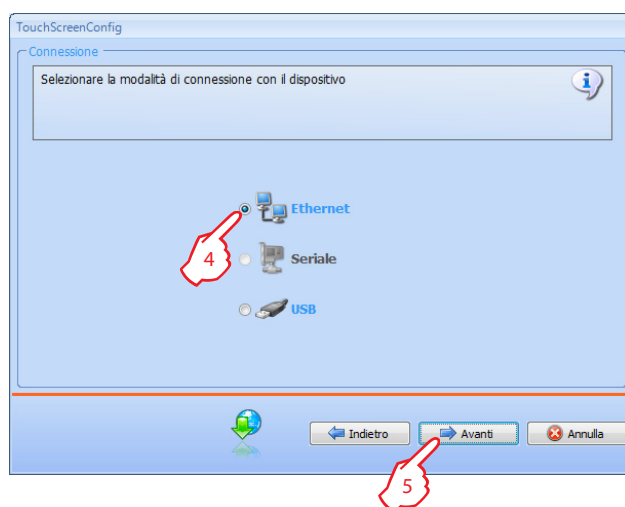 TouchScreenConfig
Connessione
Selezionare la modalità di connessione con il dispositivo
Ethernet
4
Seriale
USB
Indietro
Avanti
Annulla
5